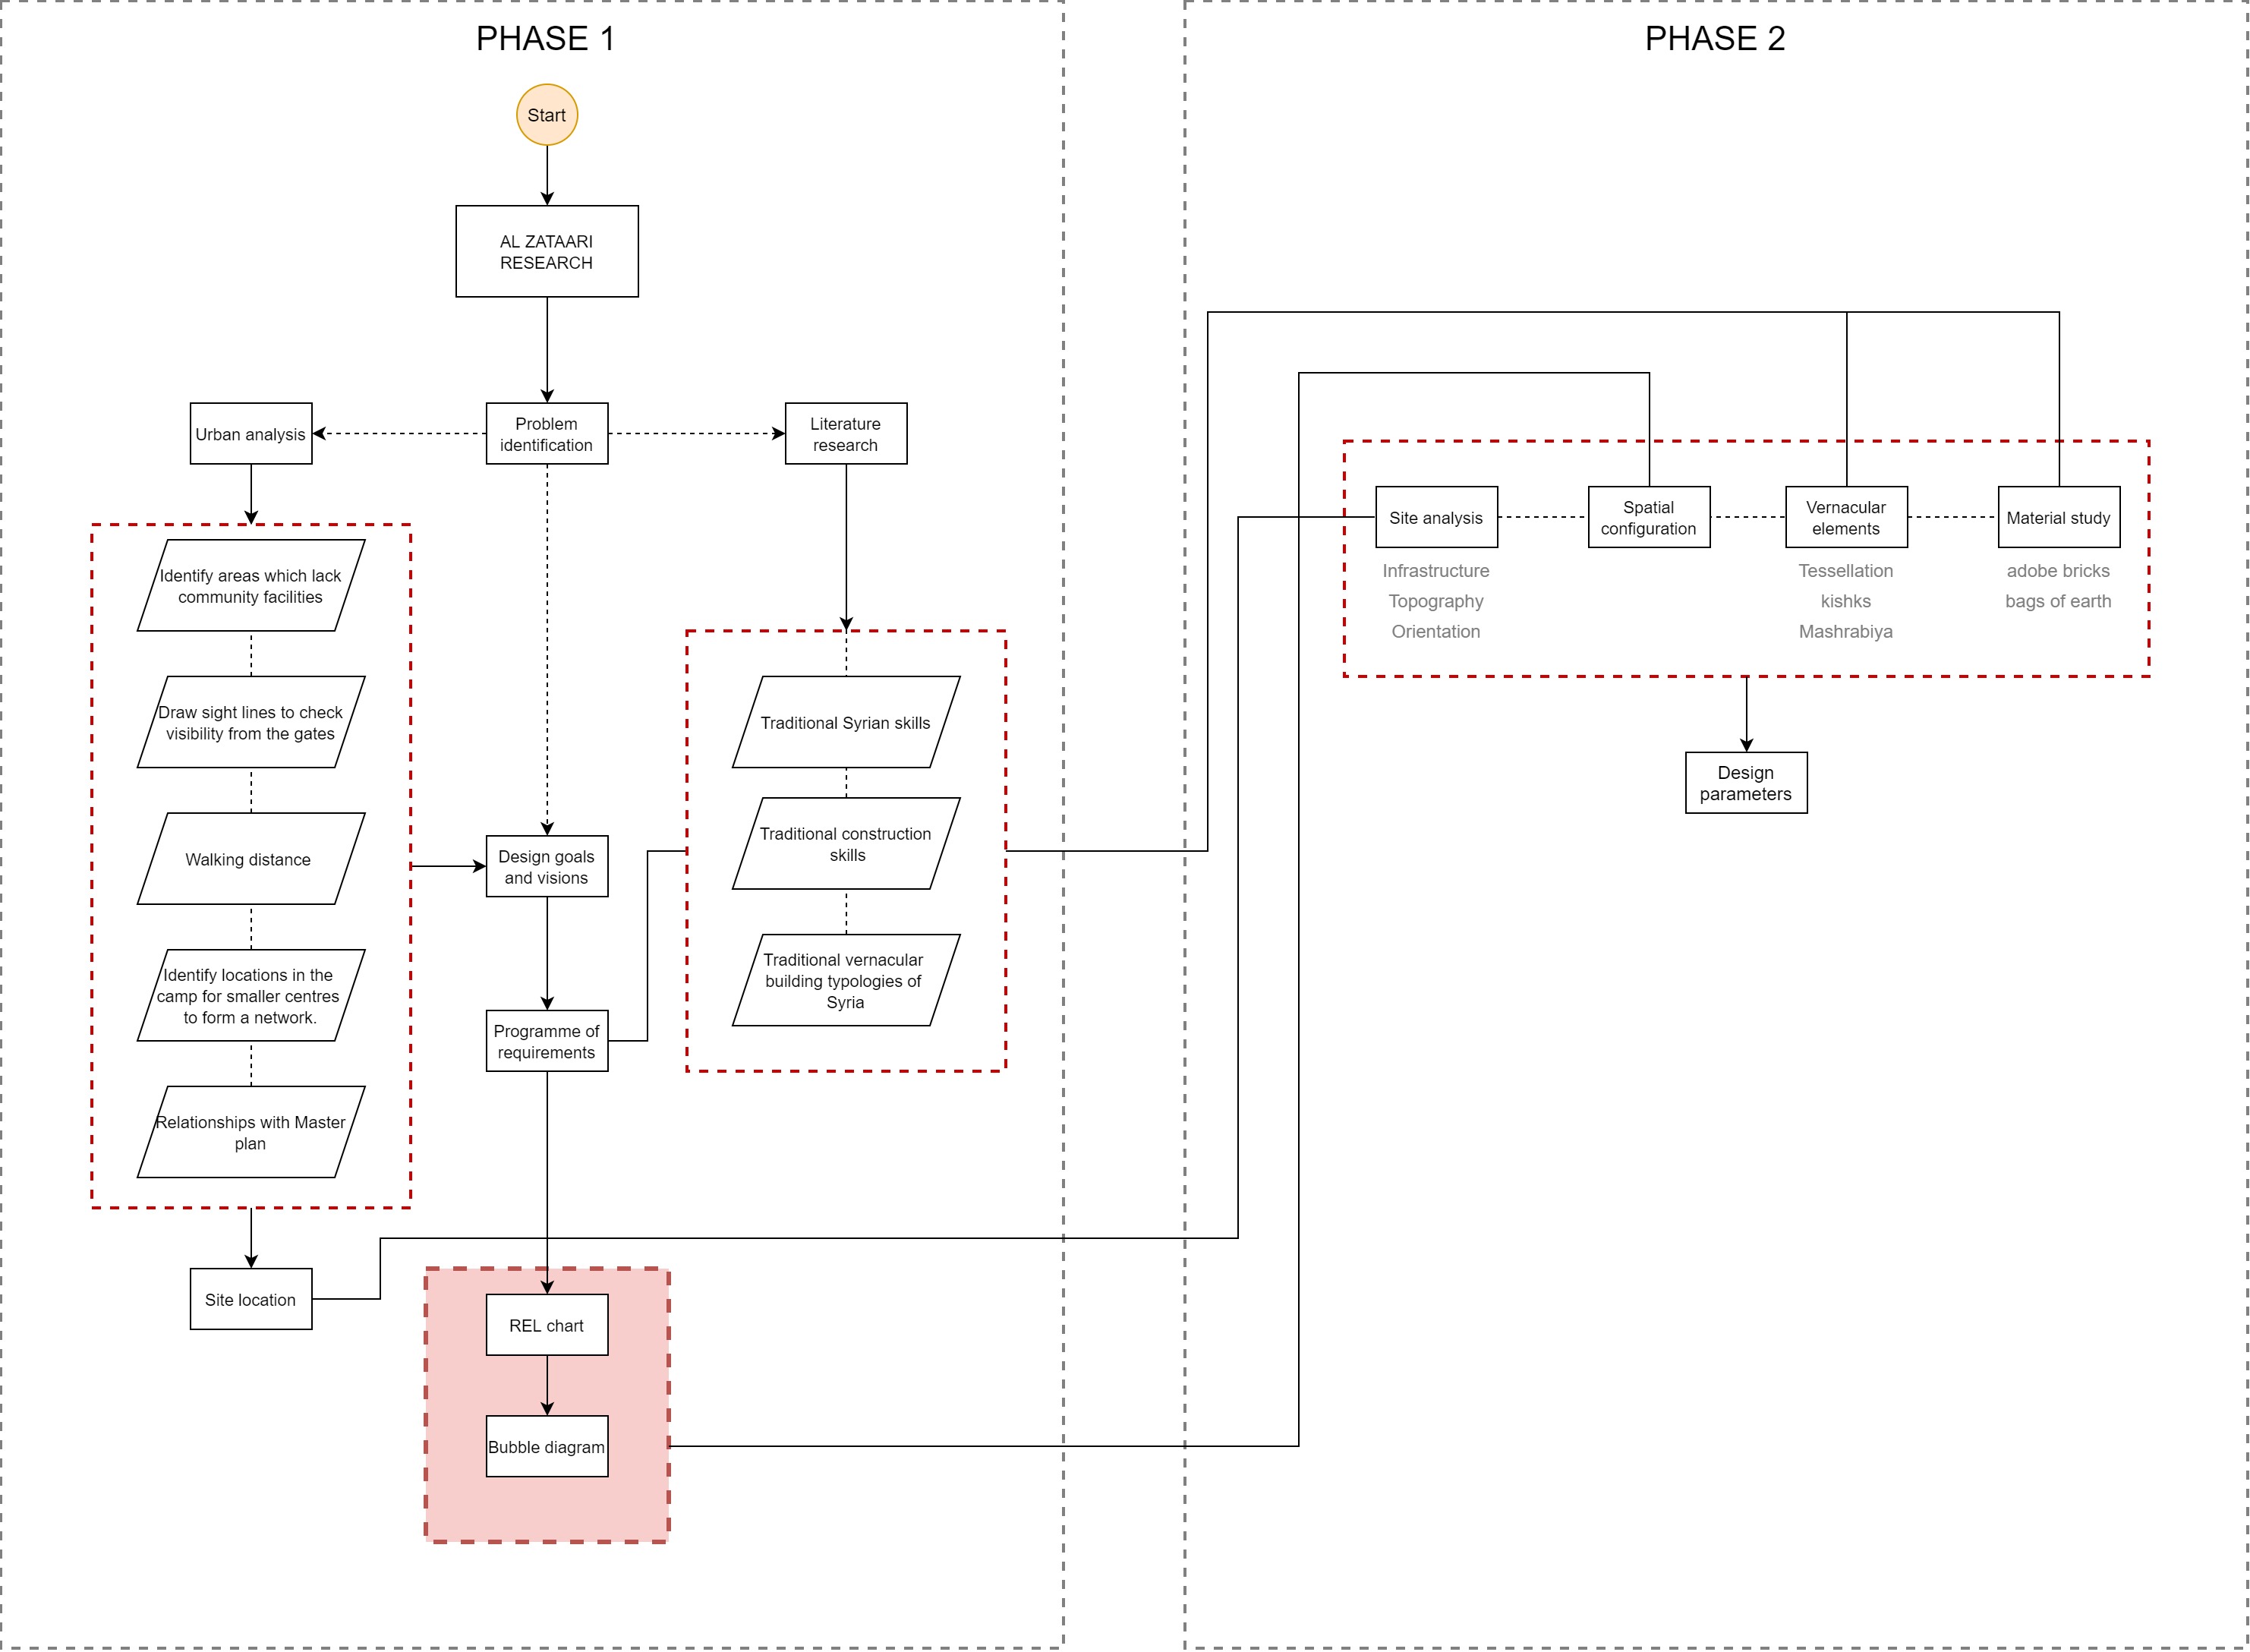 PHASE 1
Start
AL ZATAARI
RESEARCH
Urban analysis
Problem
identification
Literature
research
Identify areas which lack
community facilities
Draw sight lines to check
visibility from the gates
Walking distance
Identify locations in the
camp for smaller centres
to form a network.
Relationships with Master
plan
Site location
Design goals
and visions
Programme of
requirements
REL chart
Bubble diagram
Traditional Syrian skills
Traditional construction
skills
Traditional vernacular
building typologies of
Syria
PHASE 2
Site analysis
Infrastructure
Topography
Orientation
Spatial
configuration
Vernacular
elements
Tessellation
kishks
Mashrabiya
Material study
adobe bricks
bags of earth
Design
parameters